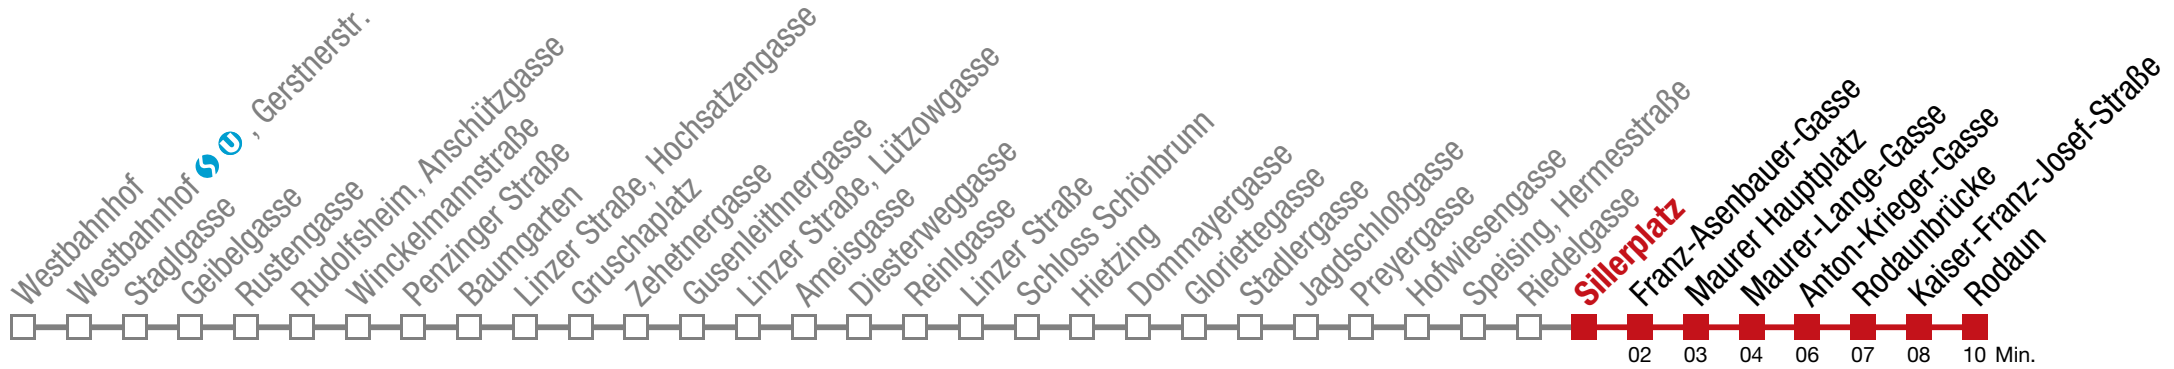 Westbahnhof
Westbahnhof S U , Gerstnerstr.
Staglgasse
Geibelgasse
Rustengasse
Rudolfsheim, Anschützgasse
Winckelmannstraße
Penzinger Straße
Baumgarten
Linzer Straße, Hochsatzengasse
Gruschaplatz
Zehetnergasse
Gusenleithnergasse
Linzer Straße, Lützowgasse
Ameisgasse
Diesterweggasse
Reinlgasse
Linzer Straße
Schloss Schönbrunn
Hietzing
Dommayergasse
Gloriettegasse
Stadlergasse
Jagdschloßgasse
Preyergasse
Hofwiesengasse
Speising, Hermesstraße
Riedelgasse
Sillerplatz
Franz-Asenbauer-Gasse
Maurer Hauptplatz
Maurer-Lange-Gasse
Anton-Krieger-Gasse
Rodaunbrücke
Kaiser-Franz-Josef-Straße
Rodaun
02 03 04 06 07 08 10 Min.